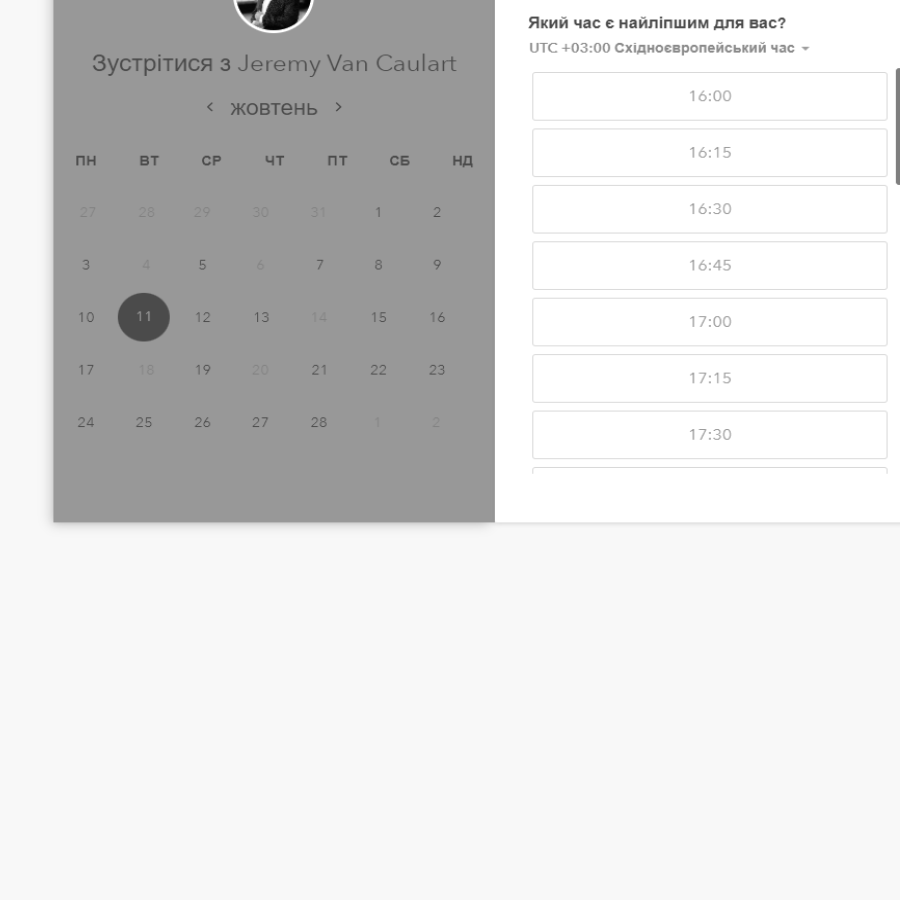 Зустрітися з Jeremy Van Caulart
жовтень
ПН ВТ СР ЧТ ПТ СБ НД
27 28 29 30 31 1 2
3 4 5 6 7 8 9
10 11 12 13 14 15 16
17 18 19 20 21 22 23
24 25 26 27 28 1 2
Який час є найліпшим для вас?
UTC +03:00 Східноєвропейський час
16:00
16:15
16:30
16:45
17:00
17:15
17:30